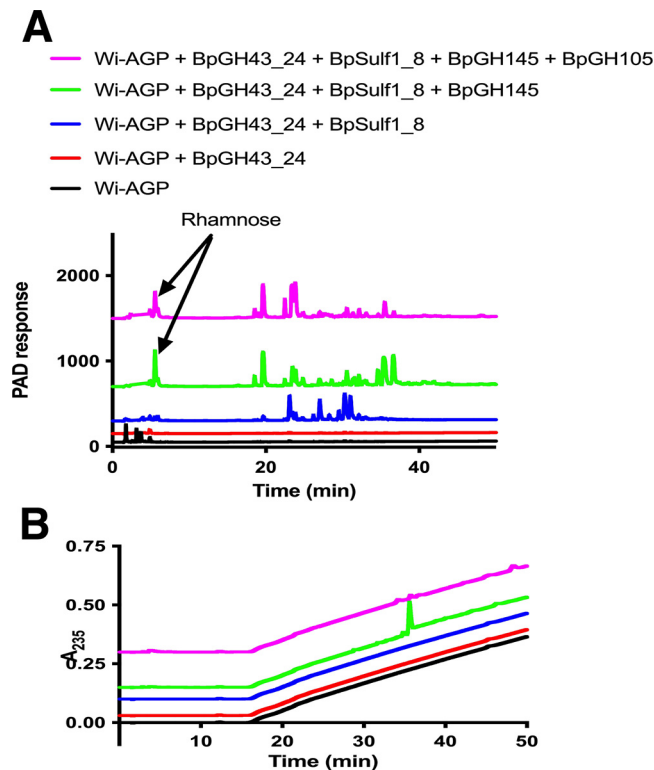 A
Wi-AGP + BpGH43_24 + BpSulf1_8 + BpGH145 + BpGH105
Wi-AGP + BpGH43_24 + BpSulf1_8 + BpGH145
Wi-AGP + BpGH43_24 + BpSulf1_8
Wi-AGP + BpGH43_24
Wi-AGP
Rhamnose
PAD response
2000
1000
0
0 20 40
Time (min)
B
A235
0.75
0.50
0.25
0.00
10 20 30 40 50
Time (min)